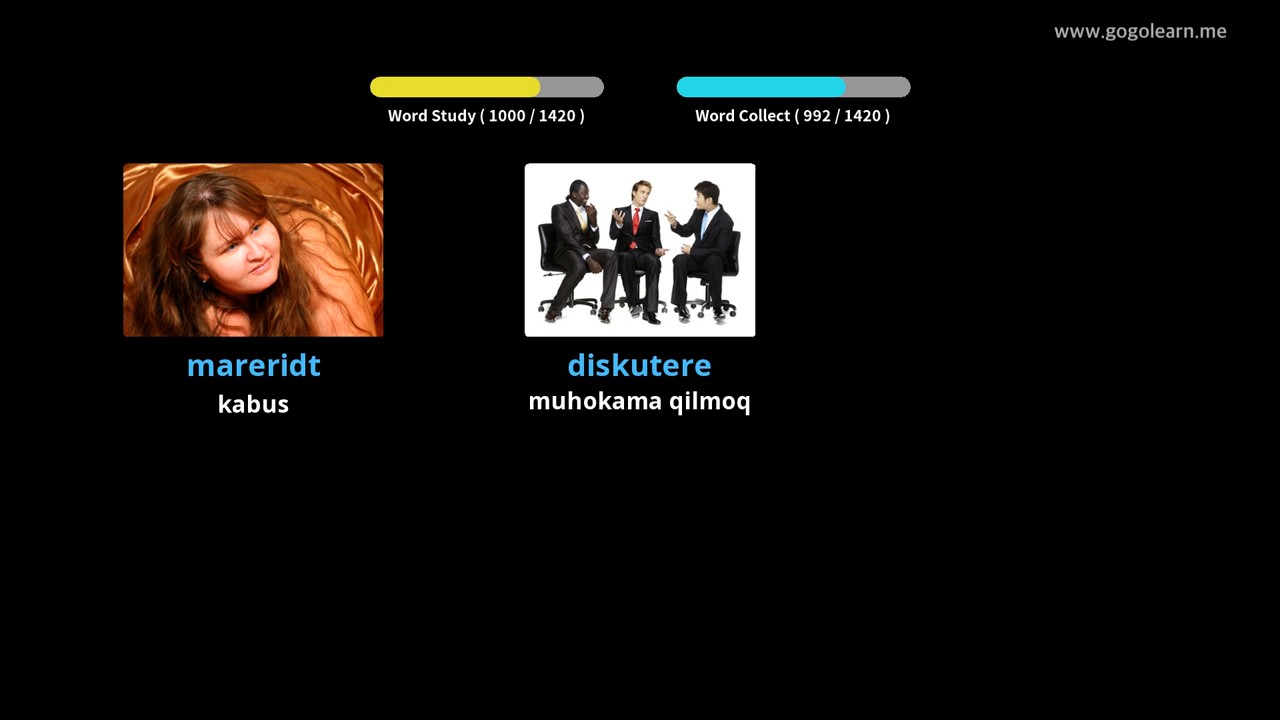 www.gogolearn.me
Word Study ( 1000 / 1420 )
Word Collect ( 992 / 1420 )
mareridt
kabus
diskutere
muhokama qilmoq